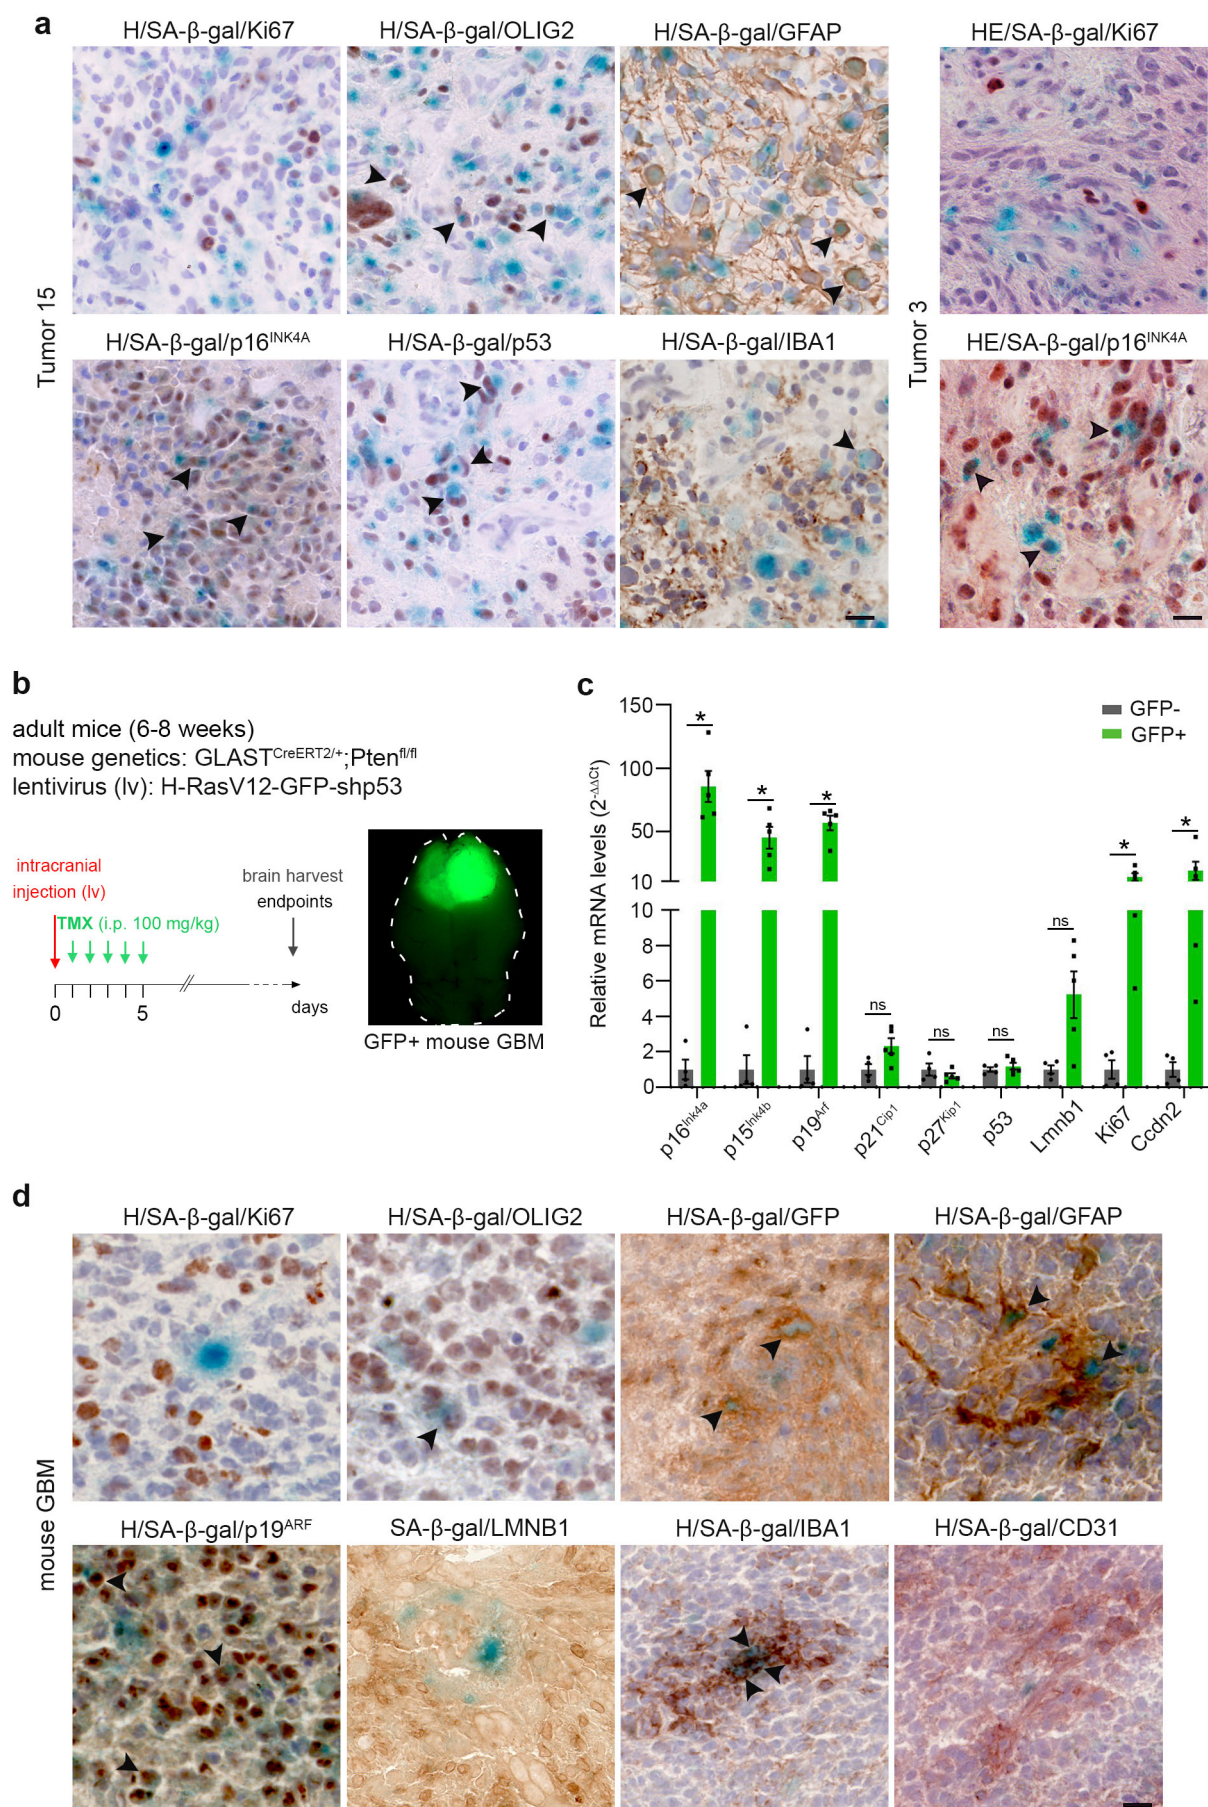 a
H/SA-β-gal/Ki67
H/SA-β-gal/OLIG2
H/SA-β-gal/GFAP
HE/SA-β-gal/Ki67
Tumor 15
Tumor 3
H/SA-β-gal/p16INK4A
H/SA-β-gal/p53
H/SA-β-gal/IBA1
HE/SA-β-gal/p16INK4A
b
adult mice (6-8 weeks)
mouse genetics: GLASTCreERT2/+;Ptenfl/fl
lentivirus (lv): H-RasV12-GFP-shp53
intracranial
injection (lv)
TMX (i.p. 100 mg/kg)
brain harvest
endpoints
0
5
days
GFP+ mouse GBM
c
Relative mRNA levels (2-ΔΔCt)
150
100
50
10
10
8
6
4
2
0
GFP-
GFP+
*
*
*
ns
ns
ns
ns
*
*
p16Ink4a
p15Ink4b
p19Arf
p21Cip1
p27Kip1
p53
Lmnb1
Ki67
Ccdn2
d
H/SA-β-gal/Ki67
H/SA-β-gal/OLIG2
H/SA-β-gal/GFP
H/SA-β-gal/GFAP
mouse GBM
H/SA-β-gal/p19ARF
SA-β-gal/LMNB1
H/SA-β-gal/IBA1
H/SA-β-gal/CD31